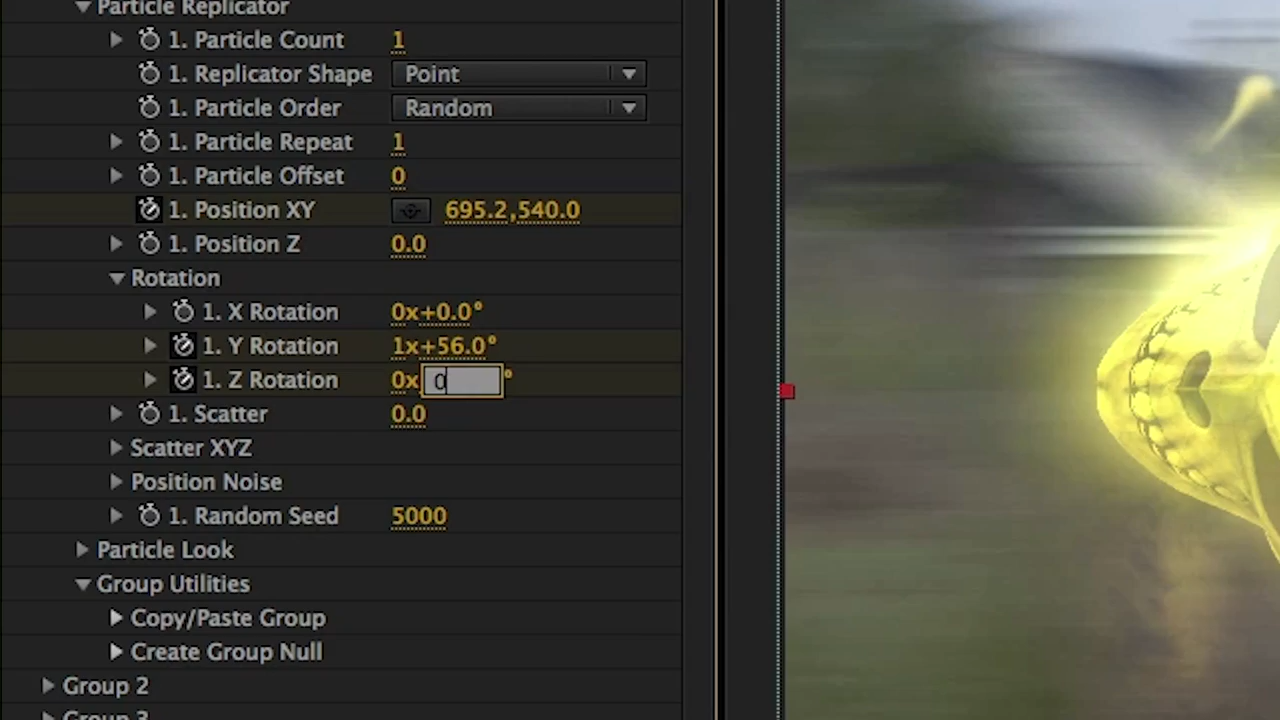 Particle Replicator
1. Particle Count 1
1. Replicator Shape Point
1. Particle Order Random
1. Particle Repeat 1
1. Particle Offset 0
1. Position XY 695.2,540.0
1. Position Z 0.0
Rotation
1. X Rotation 0x+0.0°
1. Y Rotation 1x+56.0°
1. Z Rotation 0x 0 °
1. Scatter 0.0
Scatter XYZ
Position Noise
1. Random Seed 5000
Particle Look
Group Utilities
Copy/Paste Group
Create Group Null
Group 2
Group 3